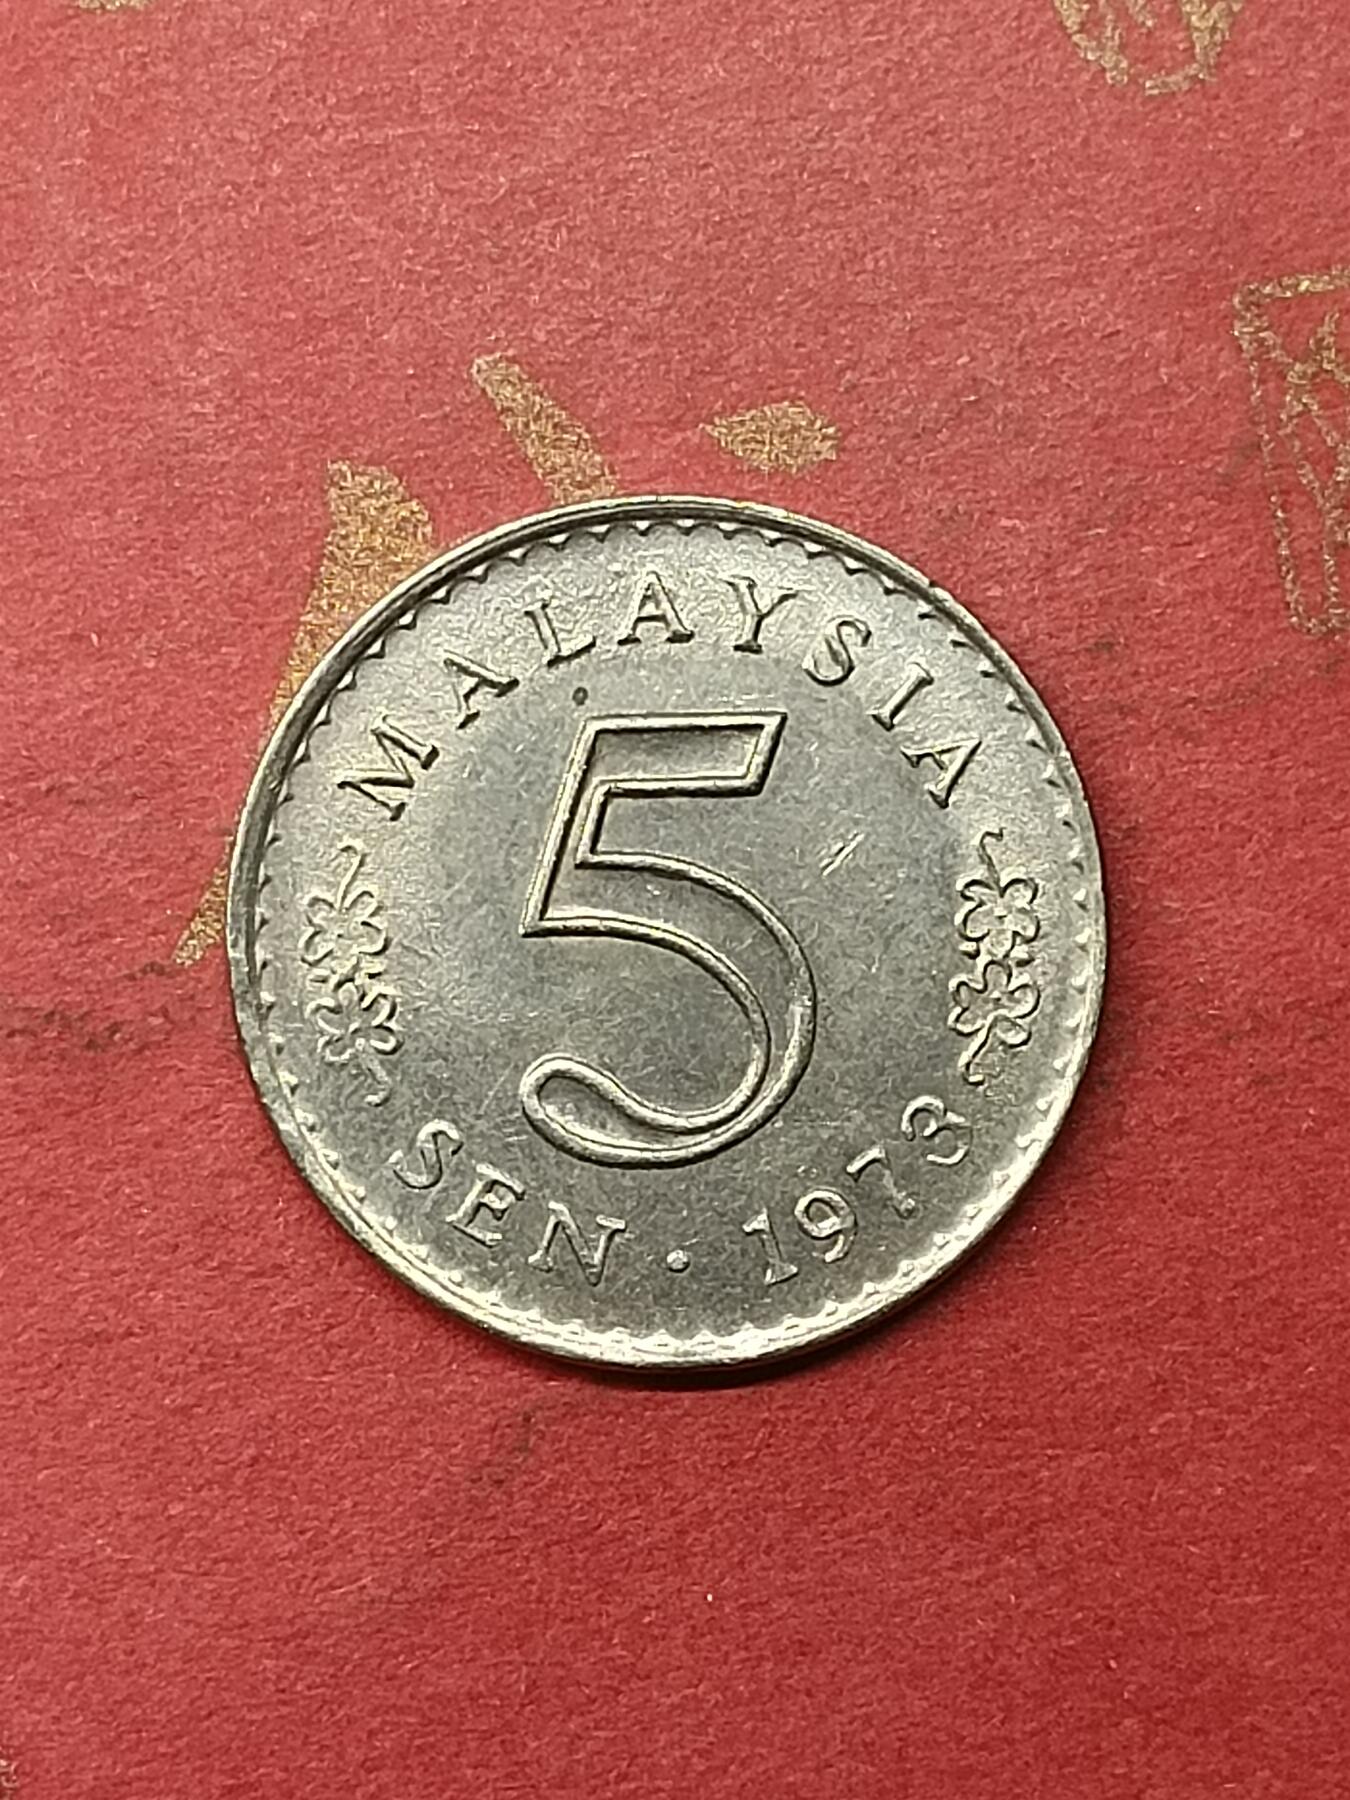 MALAYSIA
5
SEN · 1973